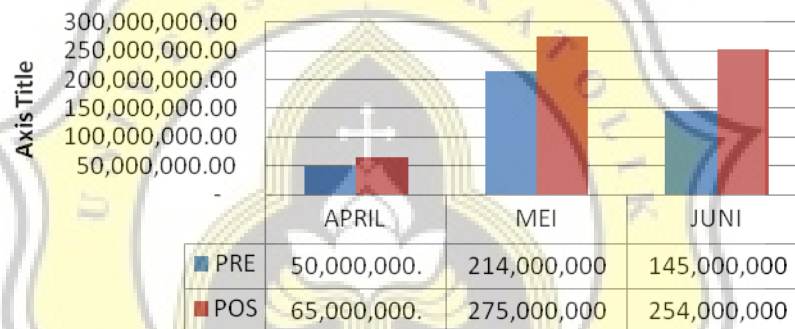 300,000,000.00
250,000,000.00
200,000,000.00
150,000,000.00
100,000,000.00
50,000,000.00
-
Axis Title
APRIL MEI JUNI
PRE 50,000,000. 214,000,000 145,000,000
POS 65,000,000. 275,000,000 254,000,000